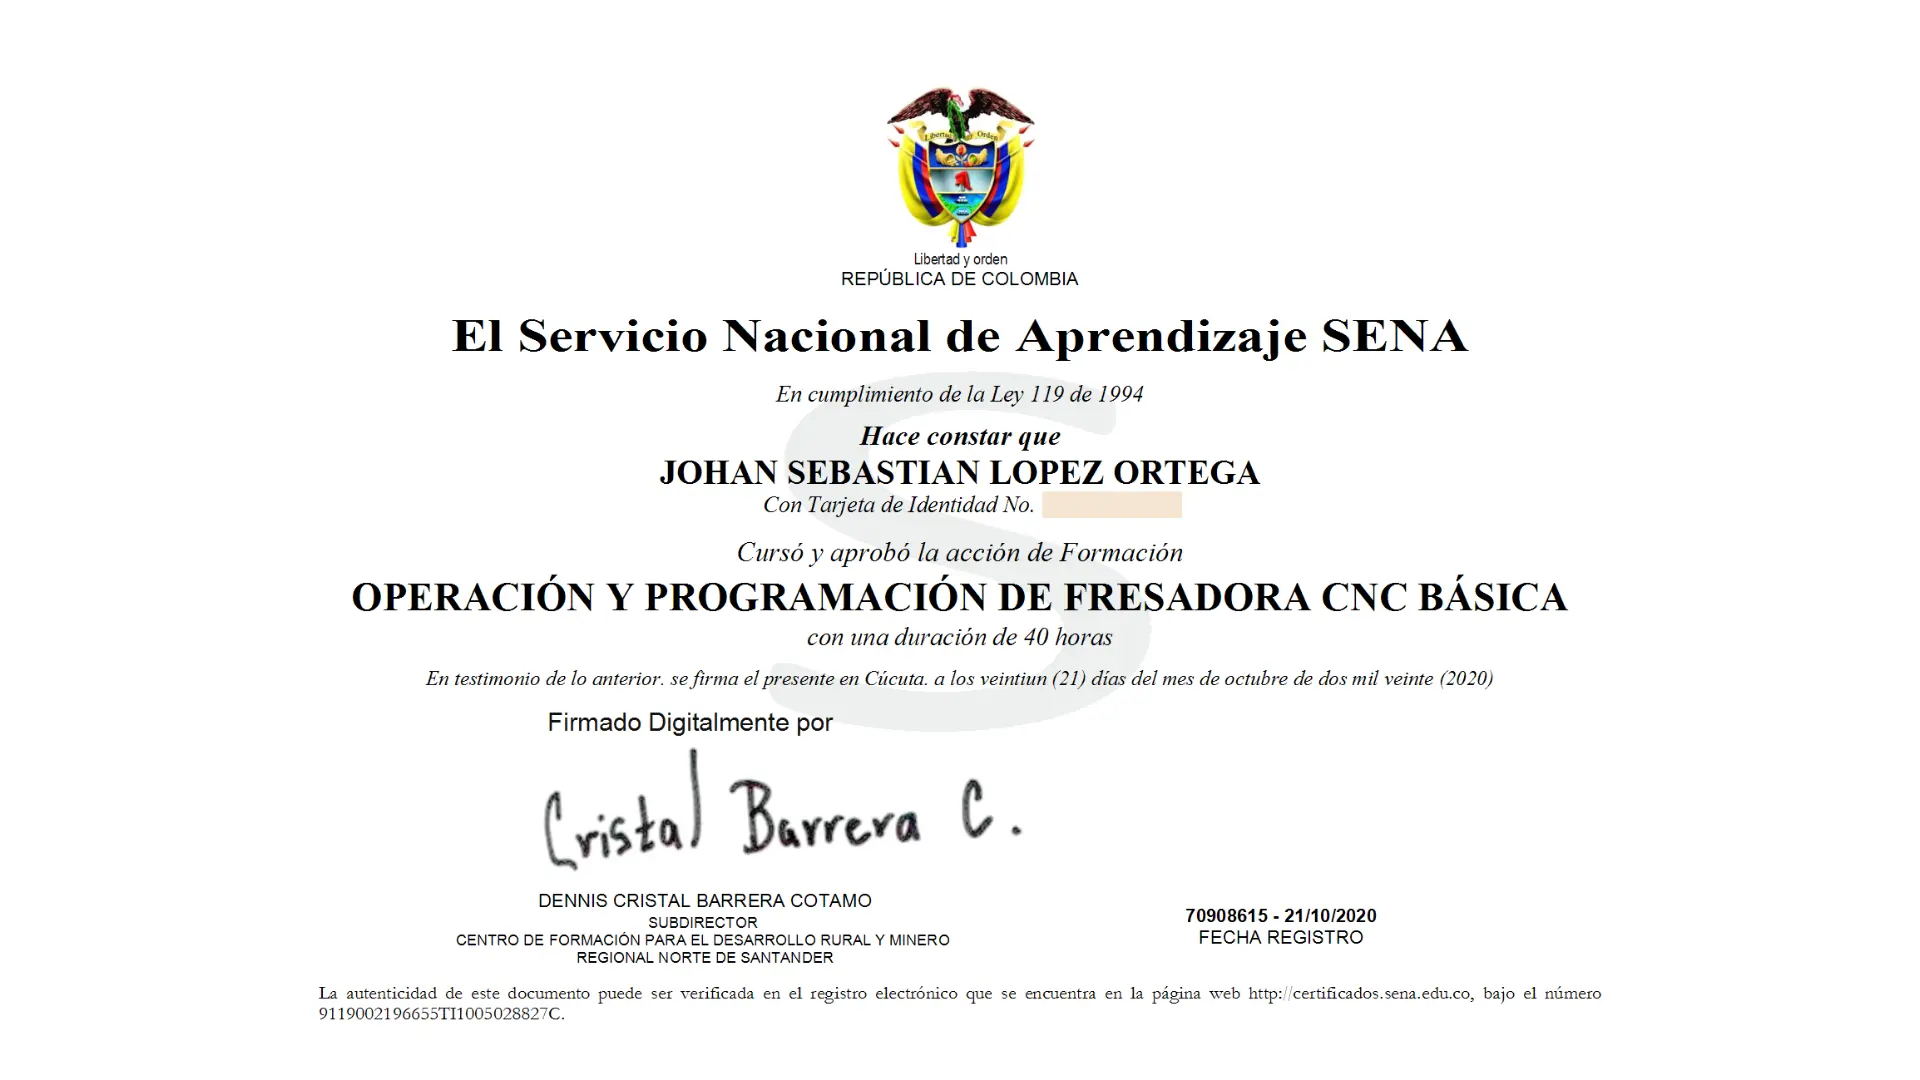 Libertad y Orden
Libertad y orden
REPÚBLICA DE COLOMBIA
El Servicio Nacional de Aprendizaje SENA
En cumplimiento de la Ley 119 de 1994
Hace constar que
JOHAN SEBASTIAN LOPEZ ORTEGA
Con Tarjeta de Identidad No.
Cursó y aprobó la acción de Formación
OPERACIÓN Y PROGRAMACIÓN DE FRESADORA CNC BÁSICA
con una duración de 40 horas
En testimonio de lo anterior. se firma el presente en Cúcuta. a los veintiun (21) días del mes de octubre de dos mil veinte (2020)
Firmado Digitalmente por
Cristal Barrera C.
DENNIS CRISTAL BARRERA COTAMO
SUBDIRECTOR
CENTRO DE FORMACIÓN PARA EL DESARROLLO RURAL Y MINERO
REGIONAL NORTE DE SANTANDER
70908615 - 21/10/2020
FECHA REGISTRO
La autenticidad de este documento puede ser verificada en el registro electrónico que se encuentra en la página web http://certificados.sena.edu.co, bajo el número
9119002196655TI1005028827C.